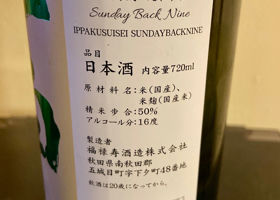 Sunday Back Nine
IPPAKUSUISEI SUNDAYBACKNINE
品目
日本酒 内容量720ml
原材料名：米(国産)、
米麹(国産米)
精米歩合：50%
アルコール分：16度
製造者
福禄寿酒造株式会社
秋田県南秋田郡
五城目町字下タ町48番地
飲酒は20歳になってから。